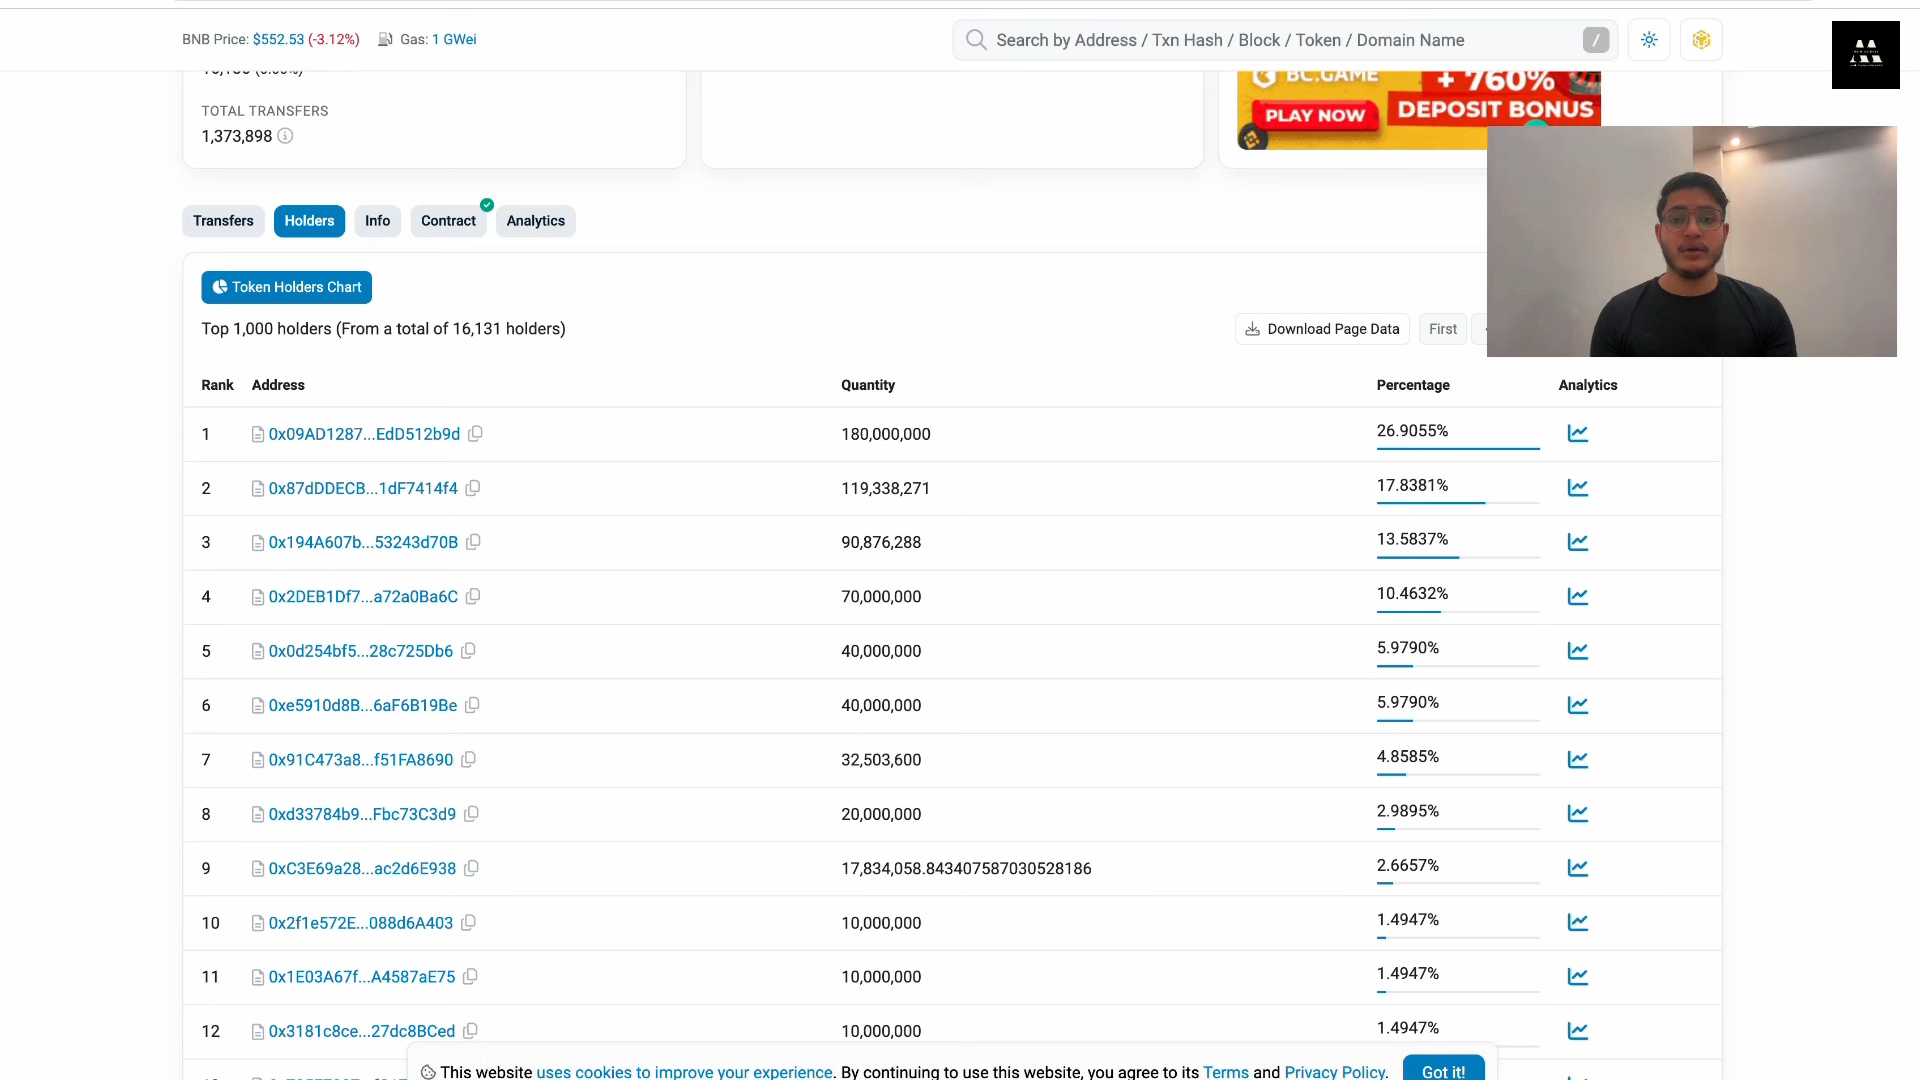 BNB Price: $552.53 (-3.12%) Gas: 1 GWei
Search by Address / Txn Hash / Block / Token / Domain Name /
TOTAL TRANSFERS
1,373,898
BC.GAME + 760%
PLAY NOW DEPOSIT BONUS
Transfers Holders Info Contract Analytics
Token Holders Chart
Top 1,000 holders (From a total of 16,131 holders) Download Page Data First
Rank Address Quantity Percentage Analytics
1 0x09AD1287...EdD512b9d 180,000,000 26.9055%
2 0x87dDDECB...1dF7414f4 119,338,271 17.8381%
3 0x194A607b...53243d70B 90,876,288 13.5837%
4 0x2DEB1Df7...a72a0Ba6C 70,000,000 10.4632%
5 0x0d254bf5...28c725Db6 40,000,000 5.9790%
6 0xe5910d8B...6aF6B19Be 40,000,000 5.9790%
7 0x91C473a8...f51FA8690 32,503,600 4.8585%
8 0xd33784b9...Fbc73C3d9 20,000,000 2.9895%
9 0xC3E69a28...ac2d6E938 17,834,058.843407587030528186 2.6657%
10 0x2f1e572E...088d6A403 10,000,000 1.4947%
11 0x1E03A67f...A4587aE75 10,000,000 1.4947%
12 0x3181c8ce...27dc8BCed 10,000,000 1.4947%
This website uses cookies to improve your experience. By continuing to use this website, you agree to its Terms and Privacy Policy. Got it!